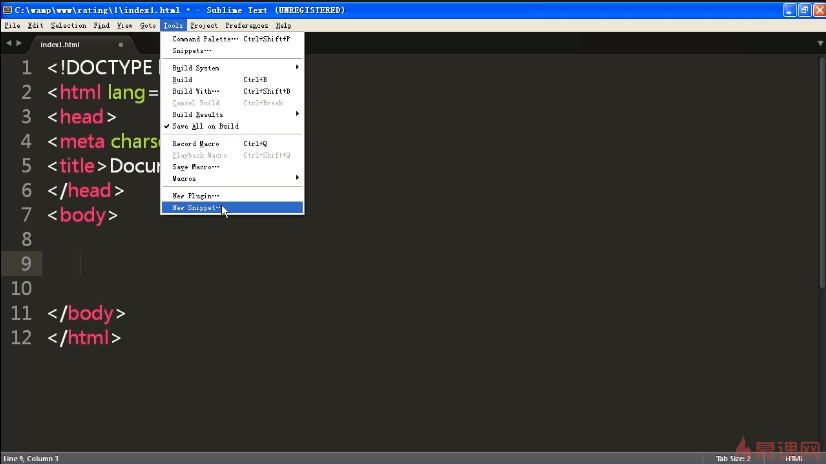 C:\wamp\www\rating\1\index1.html • - Sublime Text (UNREGISTERED)
File Edit Selection Find View Goto Tools Project Preferences Help
index1.html
Command Palette… Ctrl+Shift+P
Snippets…
Build System
Build Ctrl+B
Build With… Ctrl+Shift+B
Cancel Build Ctrl+Break
Build Results
Save All on Build
Record Macro Ctrl+Q
Playback Macro Ctrl+Shift+Q
Save Macro…
Macros
New Plugin…
New Snippet…
1 <!DOCTYPE
2 <html lang=
3 <head>
4 <meta chars
5 <title>Docu
6 </head>
7 <body>
8
9
10
11 </body>
12 </html>
慕课网
Line 9, Column 3
Tab Size: 2
HTML